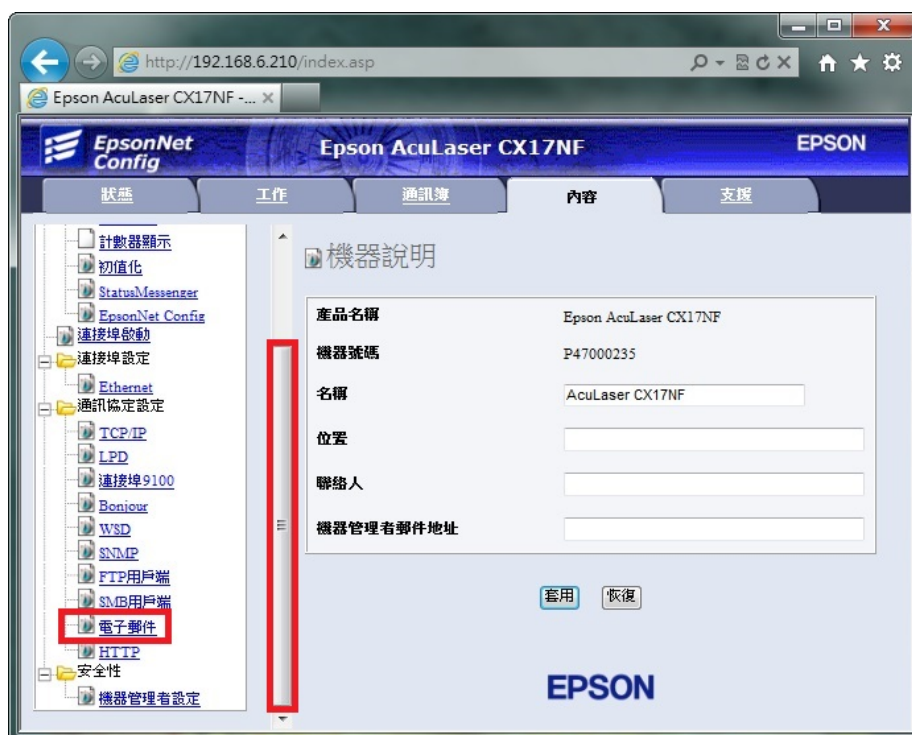 http://192.168.6.210/index.asp
Epson AcuLaser CX17NF -...
EpsonNet
Config
Epson AcuLaser CX17NF
EPSON
狀態
工作
通訊簿
內容
支援
計數器顯示
初值化
StatusMessenger
EpsonNet Config
連接埠啟動
連接埠設定
Ethernet
通訊協定設定
TCP/IP
LPD
連接埠9100
Bonjour
WSD
SNMP
FTP用戶端
SMB用戶端
電子郵件
HTTP
安全性
機器管理者設定
機器說明
產品名稱 Epson AcuLaser CX17NF
機器號碼 P47000235
名稱 AcuLaser CX17NF
位置
聯絡人
機器管理者郵件地址
套用 恢復
EPSON